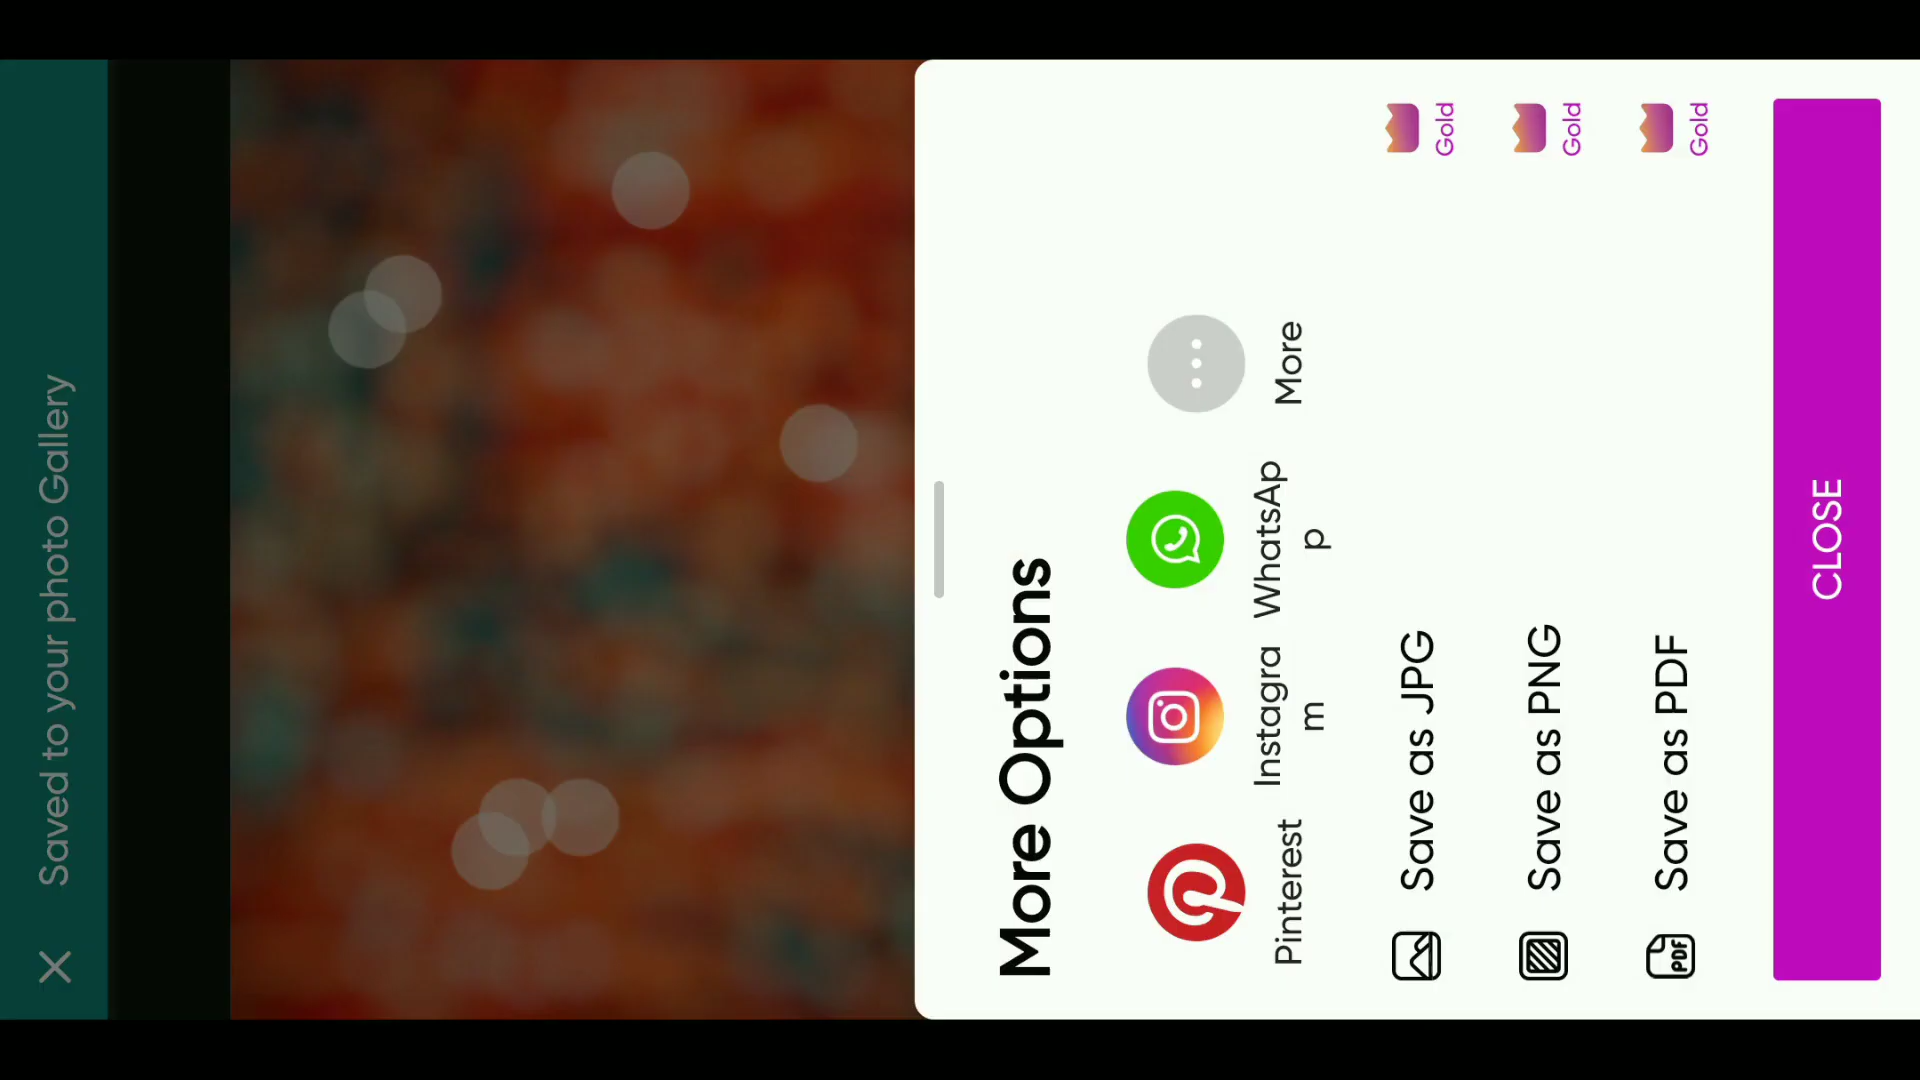 Saved to your photo Gallery
More Options
Pinterest
Instagra
m
WhatsAp
p
More
Save as JPG
Gold
Save as PNG
Gold
PDF
Save as PDF
Gold
CLOSE